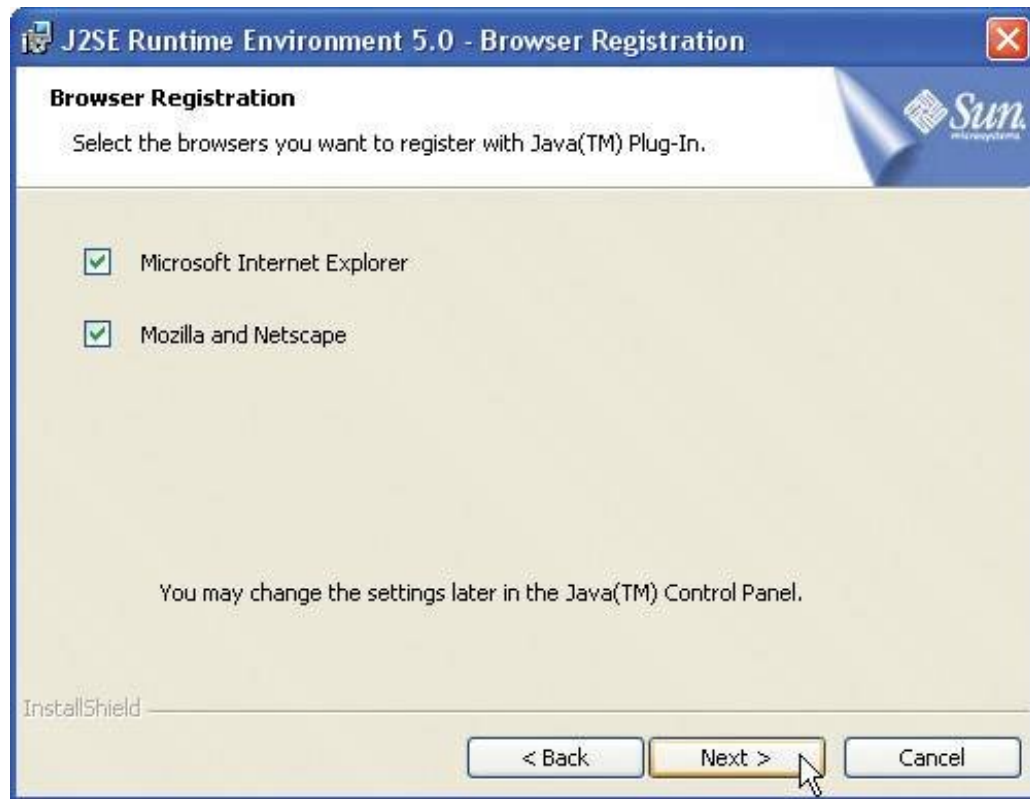 J2SE Runtime Environment 5.0 - Browser Registration
Browser Registration
Select the browsers you want to register with Java(TM) Plug-In.
Sun
microsystems
Microsoft Internet Explorer
Mozilla and Netscape
You may change the settings later in the Java(TM) Control Panel.
InstallShield
< Back Next > Cancel